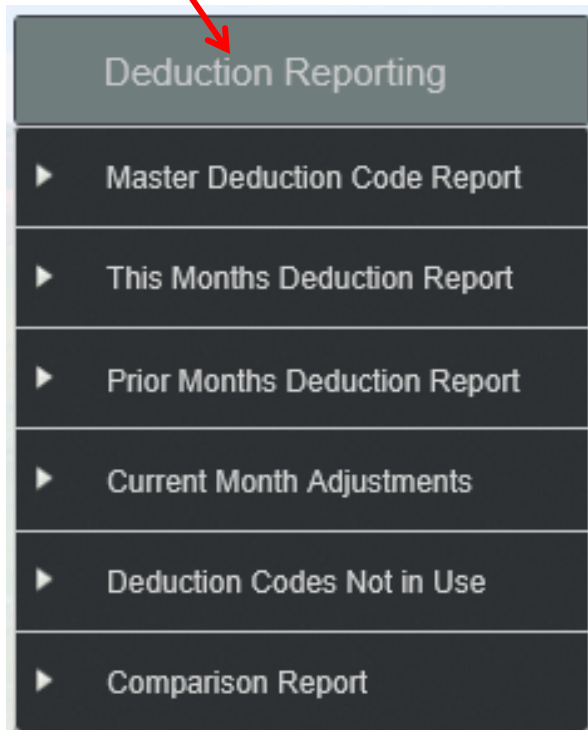 Deduction Reporting
Master Deduction Code Report
This Months Deduction Report
Prior Months Deduction Report
Current Month Adjustments
Deduction Codes Not in Use
Comparison Report